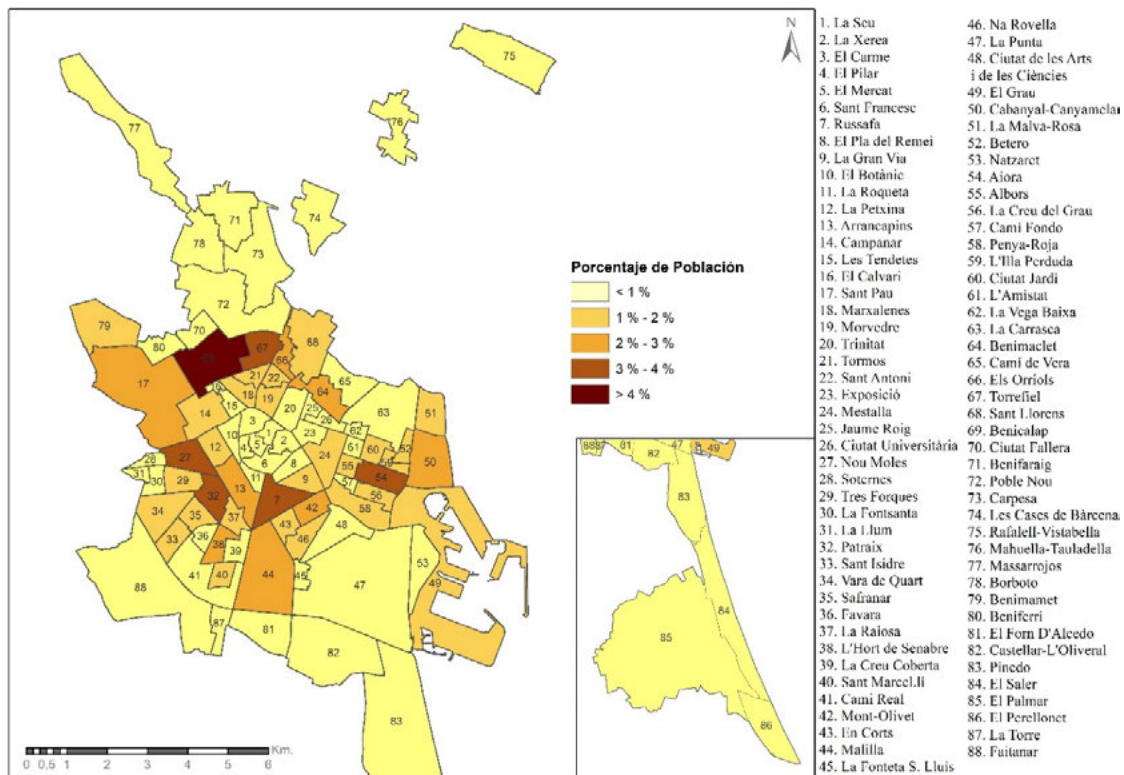 N
Porcentaje de Población
< 1 %
1 % - 2 %
2 % - 3 %
3 % - 4 %
> 4 %
Km.
0 0,5 1 2 3 4 5 6
1. La Seu
2. La Xerea
3. El Carme
4. El Pilar
5. El Mercat
6. Sant Francesc
7. Russafa
8. El Pla del Remei
9. La Gran Via
10. El Botànic
11. La Roqueta
12. La Petxina
13. Arrancapins
14. Campanar
15. Les Tendetes
16. El Calvari
17. Sant Pau
18. Marxalenes
19. Morvedre
20. Trinitat
21. Tormos
22. Sant Antoni
23. Exposició
24. Mestalla
25. Jaume Roig
26. Ciutat Universitària
27. Nou Moles
28. Soternes
29. Tres Forques
30. La Fontsanta
31. La Llum
32. Patraix
33. Sant Isidre
34. Vara de Quart
35. Safranar
36. Favara
37. La Raiosa
38. L'Hort de Senabre
39. La Creu Coberta
40. Sant Marcel.lí
41. Cami Real
42. Mont-Olivet
43. En Corts
44. Malilla
45. La Fonteta S. Lluis
46. Na Rovella
47. La Punta
48. Ciutat de les Arts
i de les Ciències
49. El Grau
50. Cabanyal-Canyamelar
51. La Malva-Rosa
52. Betero
53. Natzaret
54. Aiora
55. Albors
56. La Creu del Grau
57. Cami Fondo
58. Penya-Roja
59. L'Illa Perduda
60. Ciutat Jardi
61. L'Amistat
62. La Vega Baixa
63. La Carrasca
64. Benimaclet
65. Camí de Vera
66. Els Orriols
67. Torrefiel
68. Sant Llorens
69. Benicalap
70. Ciutat Fallera
71. Benifaraig
72. Poble Nou
73. Carpesa
74. Les Cases de Bàrcena
75. Rafalell-Vistabella
76. Mahuella-Tauladella
77. Massarrojos
78. Borboto
79. Benimamet
80. Beniferri
81. El Forn D'Alcedo
82. Castellar-L'Oliveral
83. Pinedo
84. El Saler
85. El Palmar
86. El Perellonet
87. La Torre
88. Faitanar